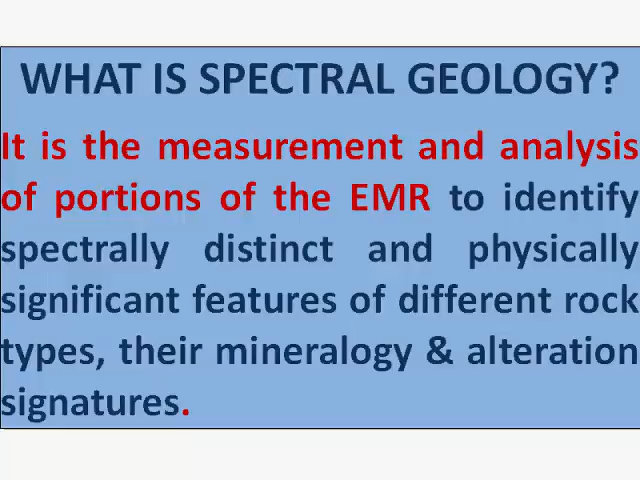 WHAT IS SPECTRAL GEOLOGY?
It is the measurement and analysis
of portions of the EMR to identify
spectrally distinct and physically
significant features of different rock
types, their mineralogy & alteration
signatures.